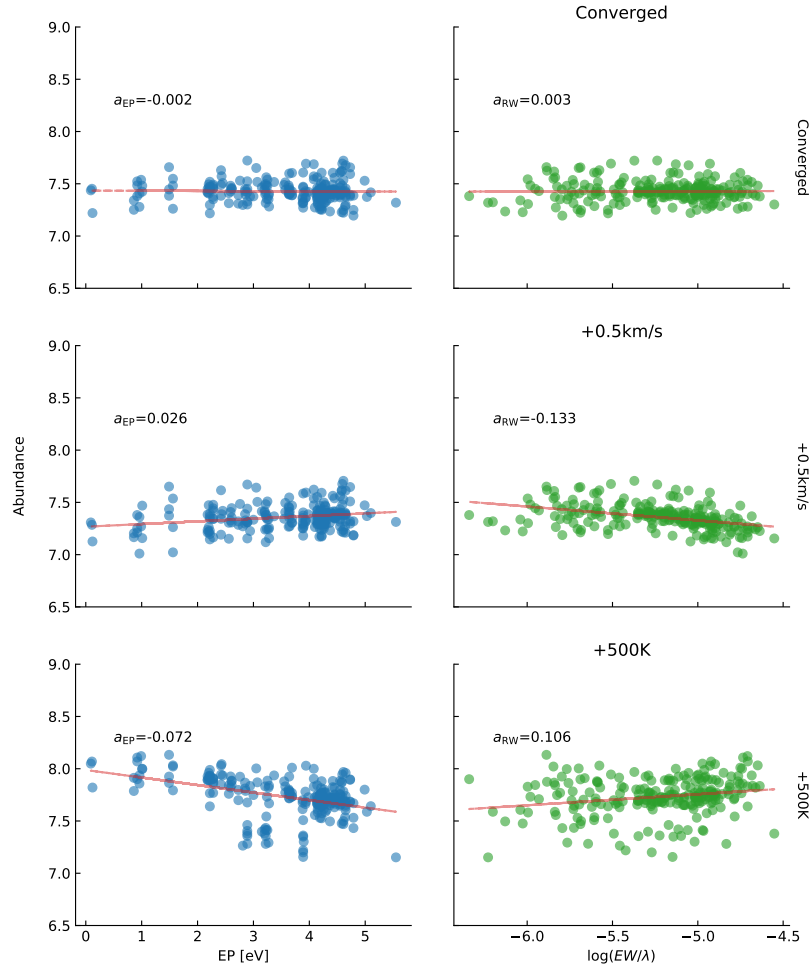 Converged
9.0
8.5
8.0
7.5
7.0
6.5
a_EP=-0.002
a_RW=0.003
Converged
+0.5km/s
9.0
8.5
8.0
7.5
7.0
6.5
Abundance
a_EP=0.026
a_RW=-0.133
+0.5km/s
+500K
9.0
8.5
8.0
7.5
7.0
6.5
a_EP=-0.072
a_RW=0.106
+500K
0 1 2 3 4 5
EP [eV]
−6.0 −5.5 −5.0 −4.5
log(EW/λ)